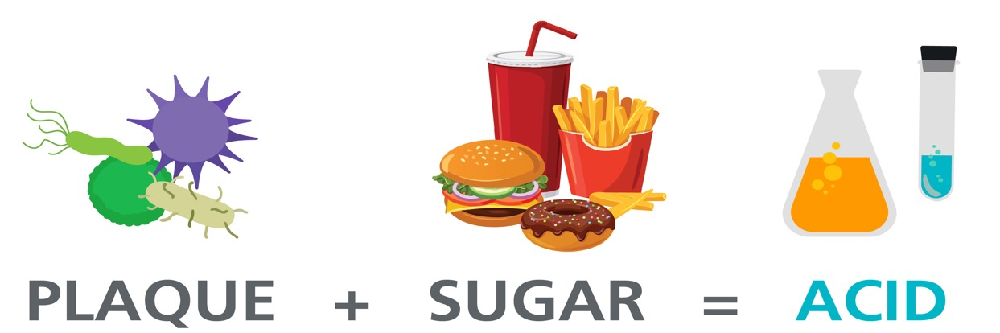 PLAQUE + SUGAR = ACID